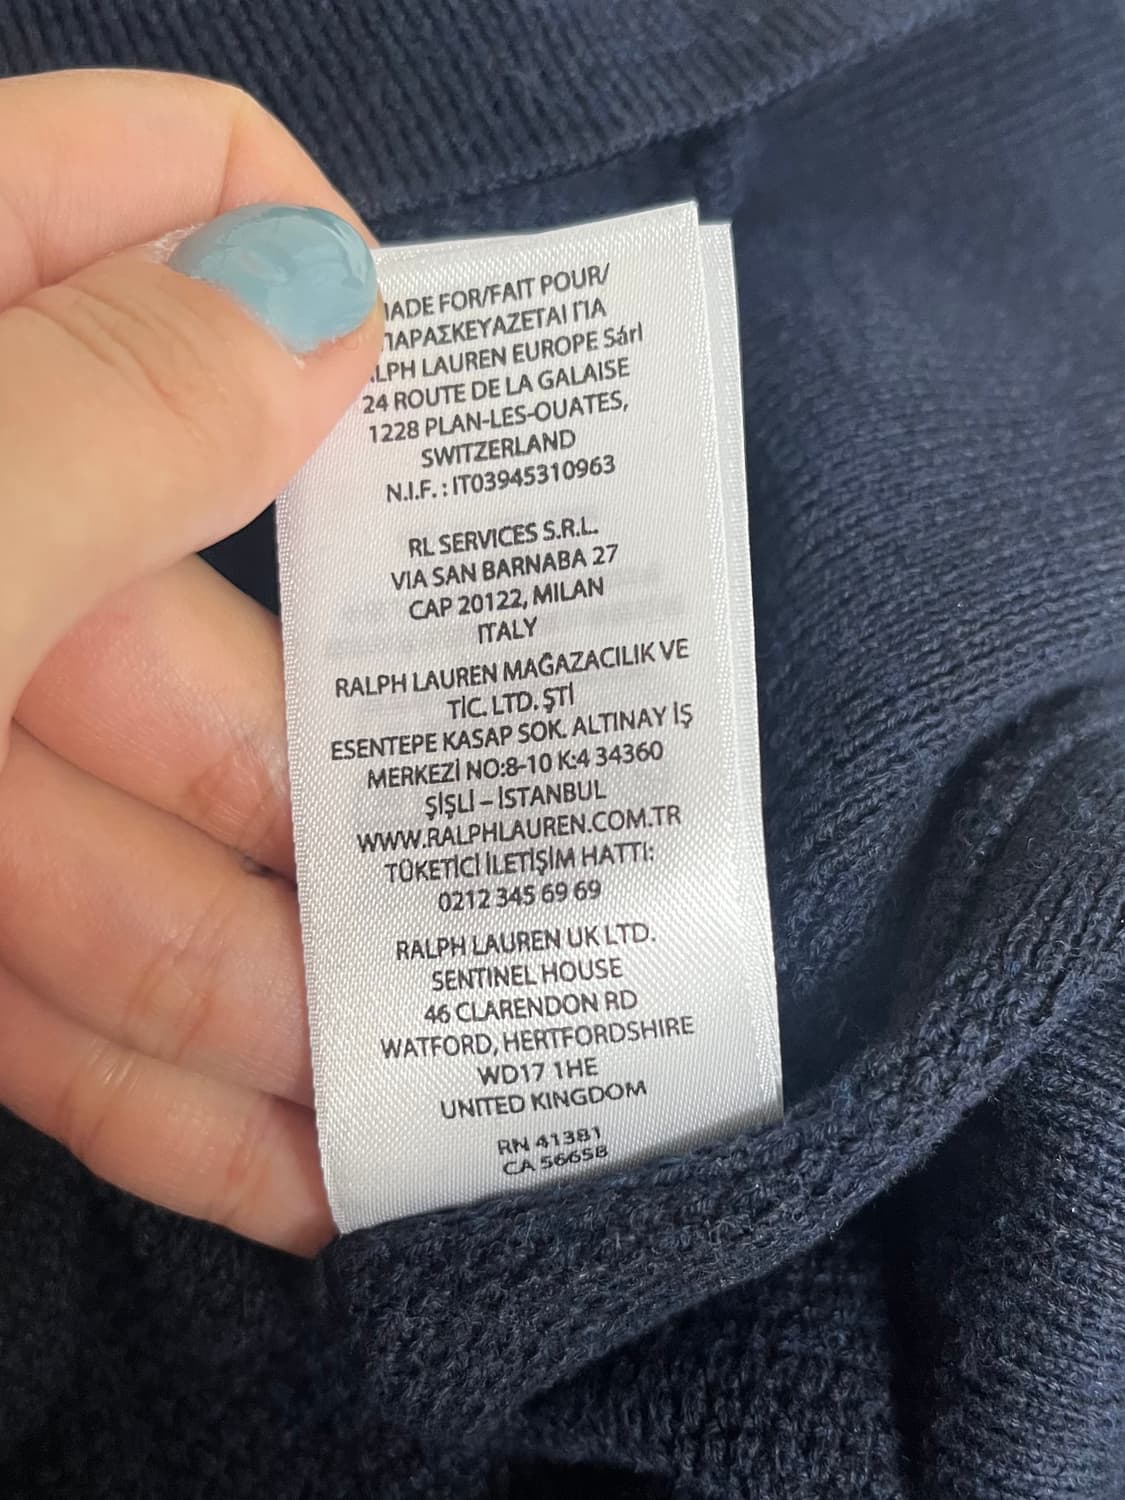 MADE FOR/FAIT POUR/
ΠΑΡΑΣΚΕΥΑΖΕΤΑΙ ΓΙΑ
RALPH LAUREN EUROPE Sárl
24 ROUTE DE LA GALAISE
1228 PLAN-LES-OUATES,
SWITZERLAND
N.I.F. : IT03945310963
RL SERVICES S.R.L.
VIA SAN BARNABA 27
CAP 20122, MILAN
ITALY
RALPH LAUREN MAĞAZACILIK VE
TİC. LTD. ŞTİ
ESENTEPE KASAP SOK. ALTINAY İŞ
MERKEZİ NO:8-10 K:4 34360
ŞİŞLİ – İSTANBUL
WWW.RALPHLAUREN.COM.TR
TÜKETİCİ İLETİŞİM HATTI:
0212 345 69 69
RALPH LAUREN UK LTD.
SENTINEL HOUSE
46 CLARENDON RD
WATFORD, HERTFORDSHIRE
WD17 1HE
UNITED KINGDOM
RN 41381
CA 56658